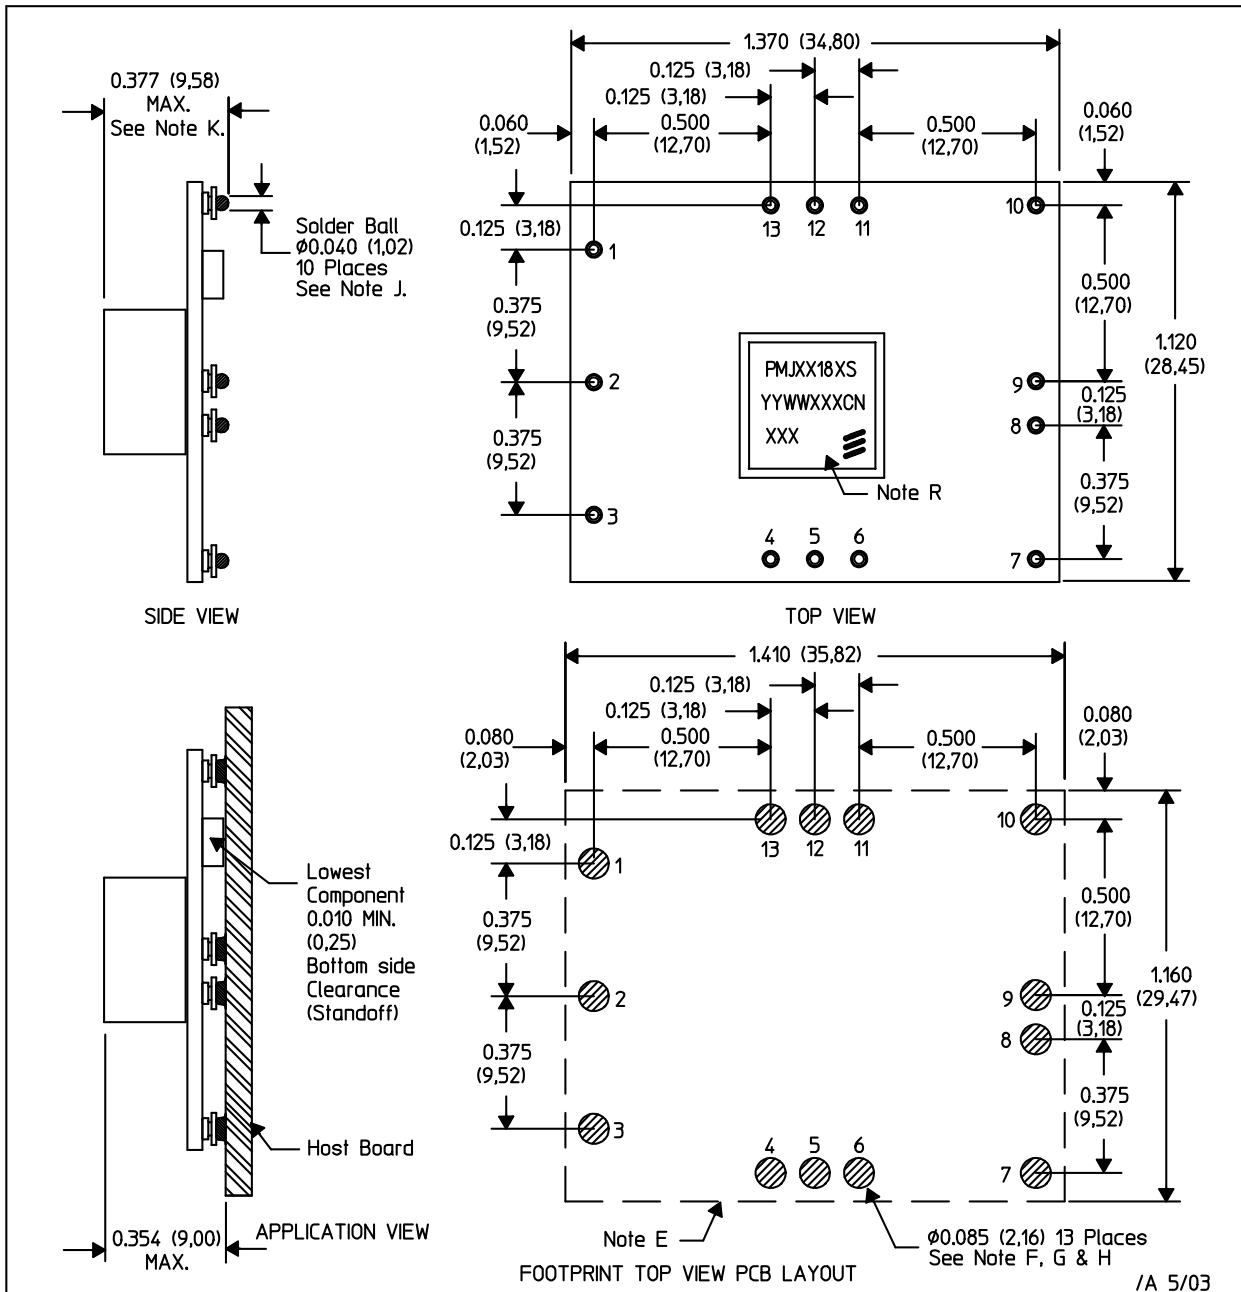 0.377 (9,58)
MAX.
See Note K.
Solder Ball
Ø0.040 (1,02)
10 Places
See Note J.
SIDE VIEW
1.370 (34,80)
0.125 (3,18)
0.125 (3,18)
0.060
(1,52)
0.500
(12,70)
0.500
(12,70)
0.060
(1,52)
0.125 (3,18)
13
12
11
10
1
0.375
(9,52)
0.500
(12,70)
1.120
(28,45)
2
9
0.125
(3,18)
8
PMJXX18XS
YYWWXXXCN
XXX
Note R
0.375
(9,52)
0.375
(9,52)
3
4
5
6
7
TOP VIEW
1.410 (35,82)
0.125 (3,18)
0.125 (3,18)
0.080
(2,03)
0.500
(12,70)
0.500
(12,70)
0.080
(2,03)
0.125 (3,18)
13
12
11
10
1
0.375
(9,52)
0.500
(12,70)
1.160
(29,47)
2
9
0.125
(3,18)
8
0.375
(9,52)
0.375
(9,52)
3
4
5
6
7
Note E
Ø0.085 (2,16) 13 Places
See Note F, G & H
FOOTPRINT TOP VIEW PCB LAYOUT
Lowest
Component
0.010 MIN.
(0,25)
Bottom side
Clearance
(Standoff)
Host Board
0.354 (9,00)
MAX.
APPLICATION VIEW
/A 5/03